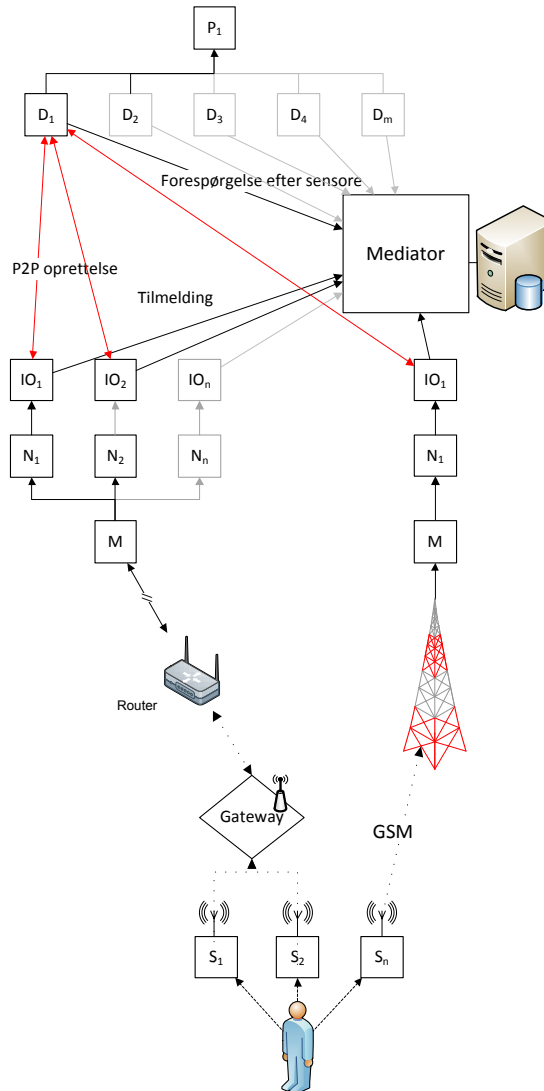 P1
D1 D2 D3 D4 Dm
Forespørgelse efter sensore
Mediator
P2P oprettelse
Tilmelding
IO1 IO2 IOn IO1
N1 N2 Nn N1
M M
Router
Gateway
GSM
S1 S2 Sn